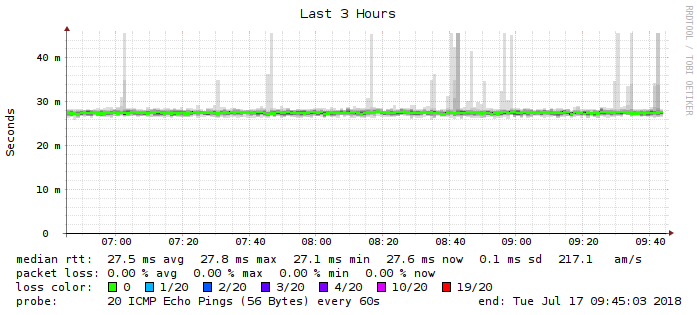 Last 3 Hours
RRDTOOL / TOBI OETIKER
Seconds
40 m
30 m
20 m
10 m
0
07:00 07:20 07:40 08:00 08:20 08:40 09:00 09:20 09:40
median rtt: 27.5 ms avg 27.8 ms max 27.1 ms min 27.6 ms now 0.1 ms sd 217.1 am/s
packet loss: 0.00 % avg 0.00 % max 0.00 % min 0.00 % now
loss color: 0 1/20 2/20 3/20 4/20 10/20 19/20
probe: 20 ICMP Echo Pings (56 Bytes) every 60s end: Tue Jul 17 09:45:03 2018